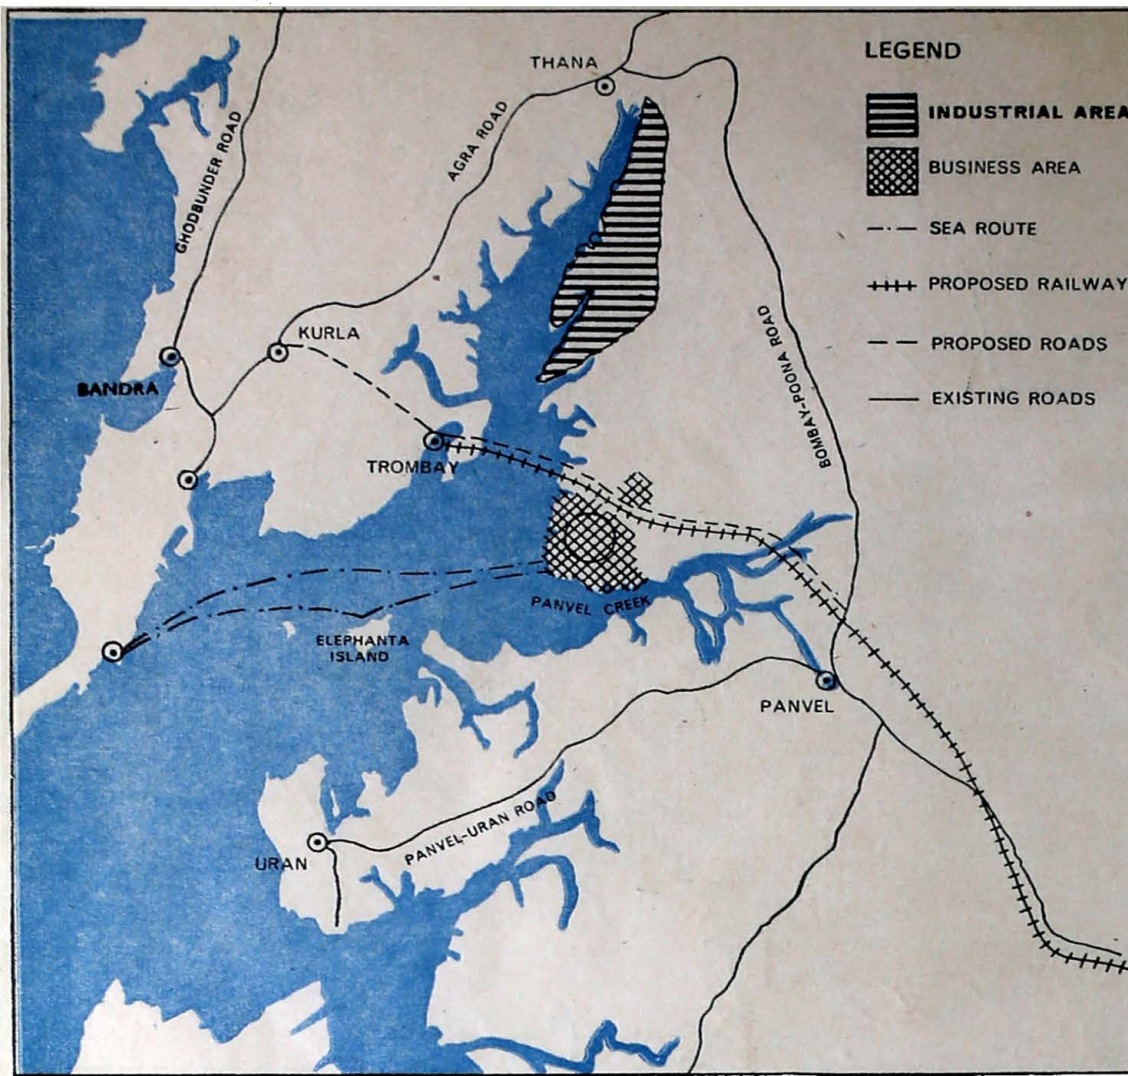 THANA
LEGEND
INDUSTRIAL AREA
BUSINESS AREA
SEA ROUTE
PROPOSED RAILWAY
PROPOSED ROADS
EXISTING ROADS
GHODBUNDER ROAD
AGRA ROAD
KURLA
BANDRA
BOMBAY-POONA ROAD
TROMBAY
PANVEL CREEK
ELEPHANTA
ISLAND
PANVEL
PANVEL-URAN ROAD
URAN